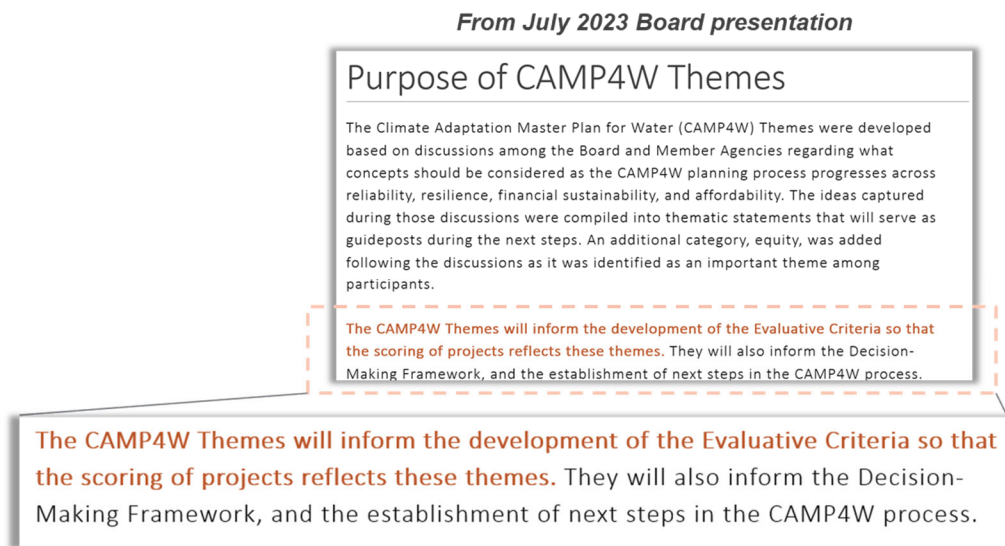 From July 2023 Board presentation
Purpose of CAMP4W Themes
The Climate Adaptation Master Plan for Water (CAMP4W) Themes were developed
based on discussions among the Board and Member Agencies regarding what
concepts should be considered as the CAMP4W planning process progresses across
reliability, resilience, financial sustainability, and affordability. The ideas captured
during those discussions were compiled into thematic statements that will serve as
guideposts during the next steps. An additional category, equity, was added
following the discussions as it was identified as an important theme among
participants.
The CAMP4W Themes will inform the development of the Evaluative Criteria so that
the scoring of projects reflects these themes. They will also inform the Decision-
Making Framework, and the establishment of next steps in the CAMP4W process.
The CAMP4W Themes will inform the development of the Evaluative Criteria so that
the scoring of projects reflects these themes. They will also inform the Decision-
Making Framework, and the establishment of next steps in the CAMP4W process.